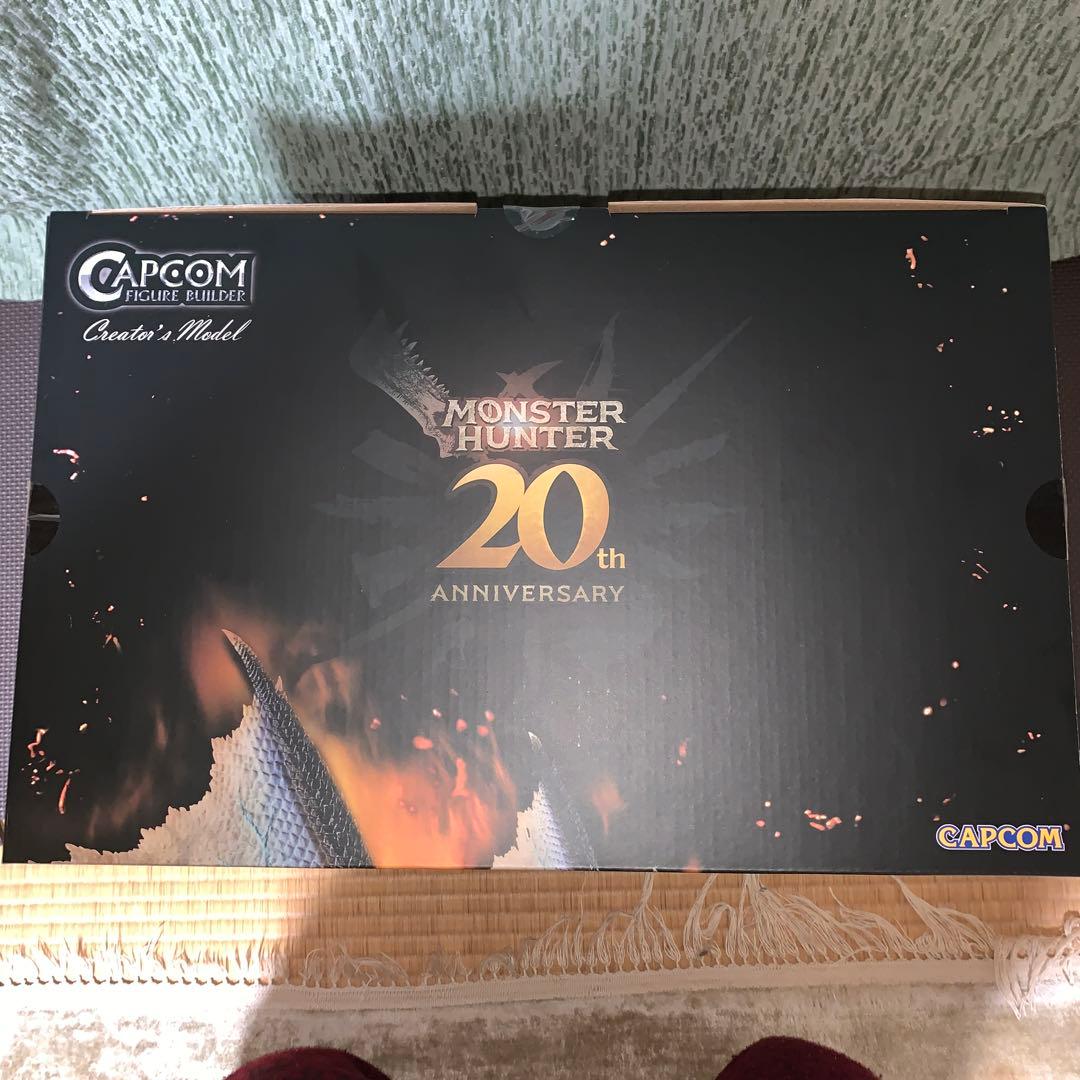 CAPCOM
FIGURE BUILDER
Creator's Model
MONSTER
HUNTER
20th
ANNIVERSARY
CAPCOM